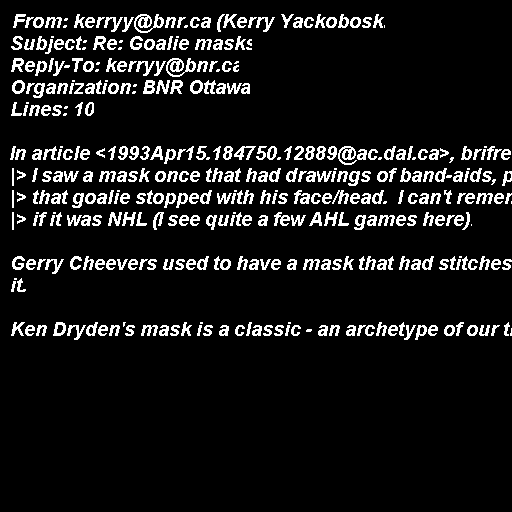 From: kerryy@bnr.ca (Kerry Yackobosk
Subject: Re: Goalie masks
Reply-To: kerryy@bnr.ca
Organization: BNR Ottawa
Lines: 10

In article <1993Apr15.184750.12889@ac.dal.ca>, brifre
|> I saw a mask once that had drawings of band-aids, p
|> that goalie stopped with his face/head.  I can't remem
|> if it was NHL (I see quite a few AHL games here)

Gerry Cheevers used to have a mask that had stitches
it.

Ken Dryden's mask is a classic - an archetype of our t